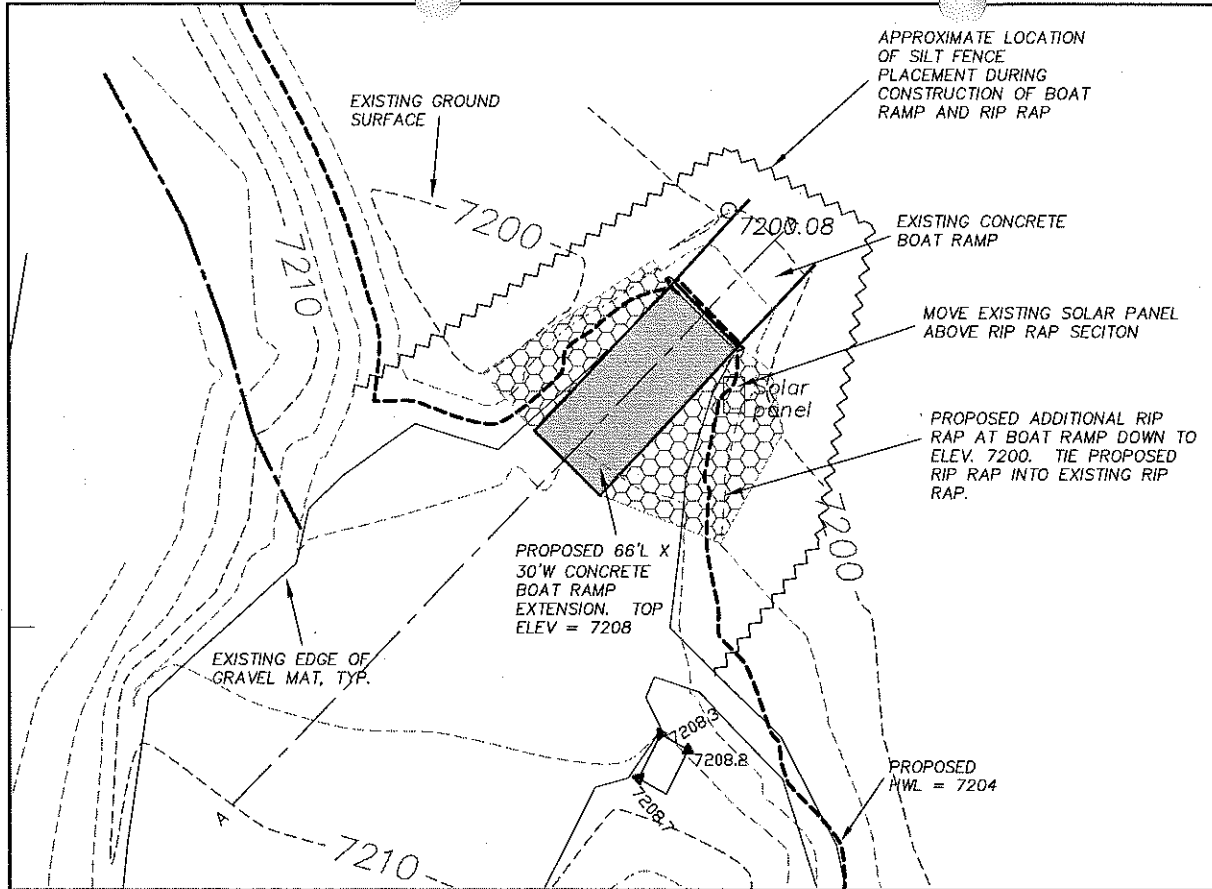 APPROXIMATE LOCATION
OF SILT FENCE
PLACEMENT DURING
CONSTRUCTION OF BOAT
RAMP AND RIP RAP
EXISTING GROUND
SURFACE
7200
7210
7200.08
EXISTING CONCRETE
BOAT RAMP
MOVE EXISTING SOLAR PANEL
ABOVE RIP RAP SECITON
Solar
panel
PROPOSED ADDITIONAL RIP
RAP AT BOAT RAMP DOWN TO
ELEV. 7200. TIE PROPOSED
RIP RAP INTO EXISTING RIP
RAP.
7200
PROPOSED 66'L X
30'W CONCRETE
BOAT RAMP
EXTENSION. TOP
ELEV = 7208
EXISTING EDGE OF
GRAVEL MAT, TYP.
7208.3
7208.8
7208.7
PROPOSED
HWL = 7204
A
7210